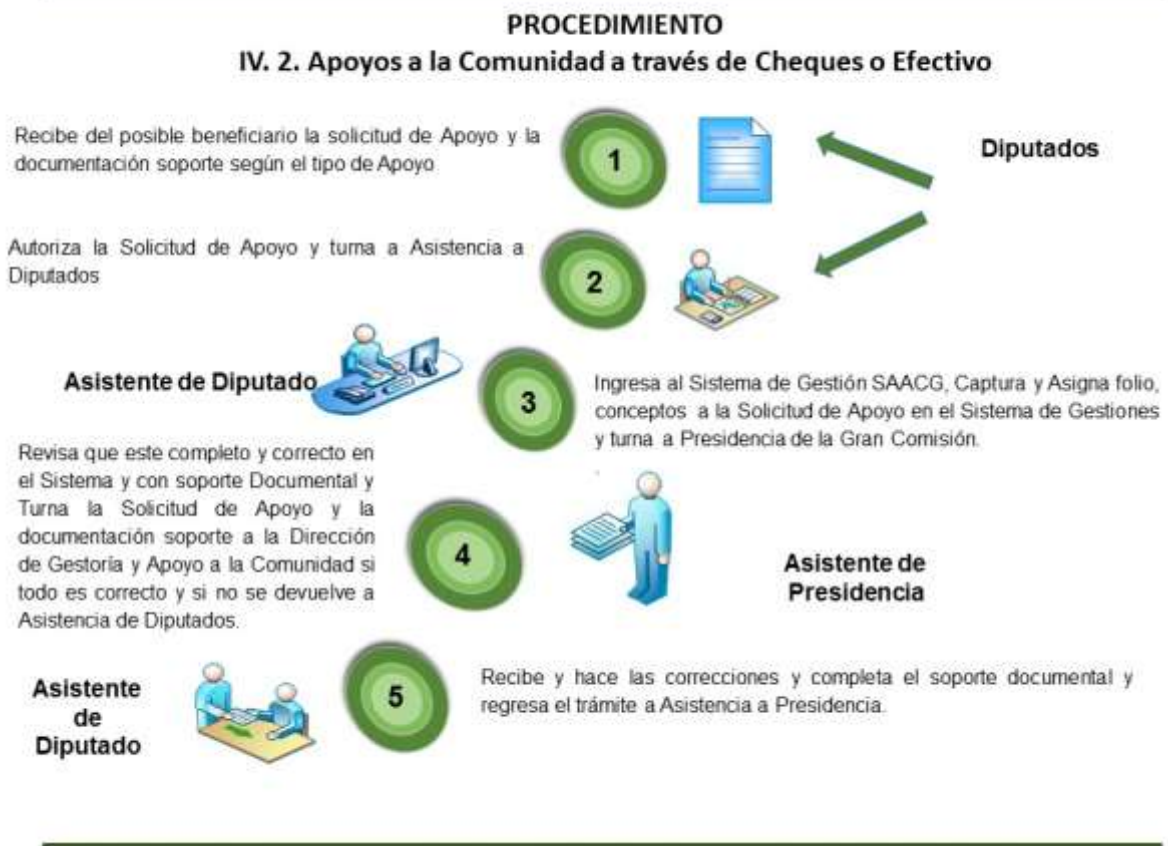 PROCEDIMIENTO
IV. 2. Apoyos a la Comunidad a través de Cheques o Efectivo
Recibe del posible beneficiario la solicitud de Apoyo y la
documentación soporte según el tipo de Apoyo
1
Diputados
Autoriza la Solicitud de Apoyo y turna a Asistencia a
Diputados
2
Asistente de Diputado
3
Ingresa al Sistema de Gestión SAACG, Captura y Asigna folio,
conceptos a la Solicitud de Apoyo en el Sistema de Gestiones
y turna a Presidencia de la Gran Comisión.
Revisa que este completo y correcto en
el Sistema y con soporte Documental y
Turna la Solicitud de Apoyo y la
documentación soporte a la Dirección
de Gestoría y Apoyo a la Comunidad si
todo es correcto y si no se devuelve a
Asistencia de Diputados.
4
Asistente de
Presidencia
Asistente
de
Diputado
5
Recibe y hace las correcciones y completa el soporte documental y
regresa el trámite a Asistencia a Presidencia.